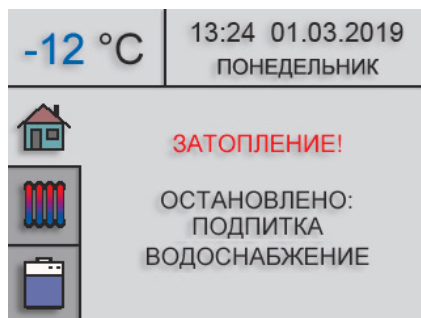 -12 °C
13:24 01.03.2019
ПОНЕДЕЛЬНИК
ЗАТОПЛЕНИЕ!
ОСТАНОВЛЕНО:
ПОДПИТКА
ВОДОСНАБЖЕНИЕ